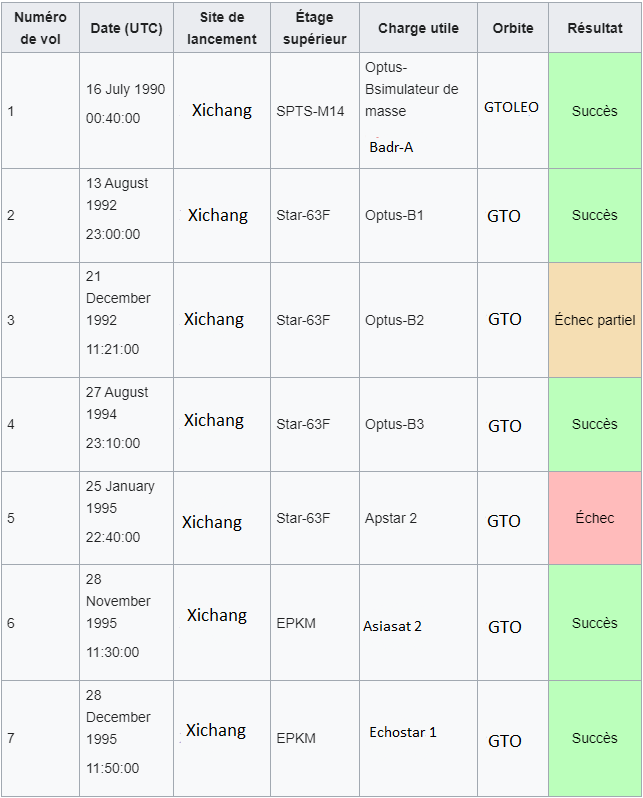 Numéro de vol
Date (UTC)
Site de lancement
Étage supérieur
Charge utile
Orbite
Résultat
1
16 July 1990
00:40:00
Xichang
SPTS-M14
Optus-
Bsimulateur de
masse
Badr-A
GTOLEO
Succès
2
13 August
1992
23:00:00
Xichang
Star-63F
Optus-B1
GTO
Succès
3
21
December
1992
11:21:00
Xichang
Star-63F
Optus-B2
GTO
Échec partiel
4
27 August
1994
23:10:00
Xichang
Star-63F
Optus-B3
GTO
Succès
5
25 January
1995
22:40:00
Xichang
Star-63F
Apstar 2
GTO
Échec
6
28
November
1995
11:30:00
Xichang
EPKM
Asiasat 2
GTO
Succès
7
28
December
1995
11:50:00
Xichang
EPKM
Echostar 1
GTO
Succès